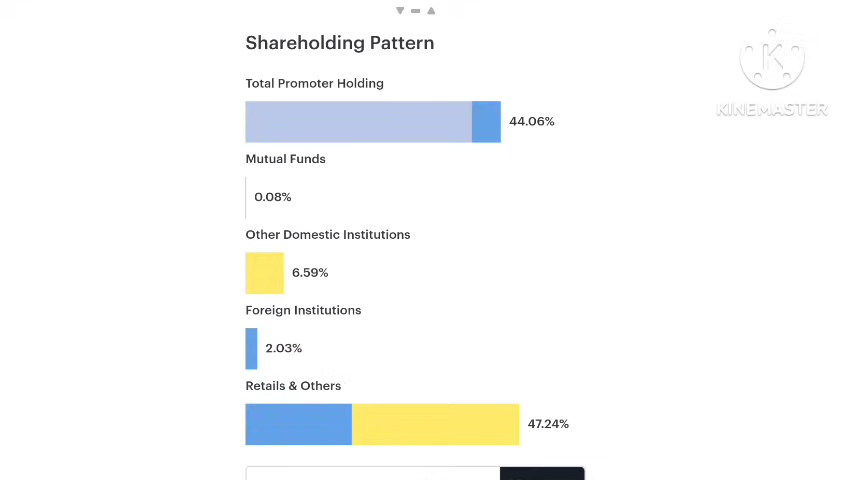 Shareholding Pattern
Total Promoter Holding
44.06%
Mutual Funds
0.08%
Other Domestic Institutions
6.59%
Foreign Institutions
2.03%
Retails & Others
47.24%
K
KINEMASTER